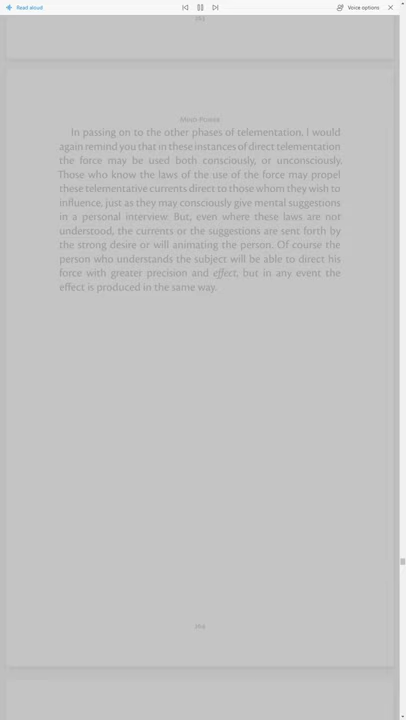 Read aloud
Voice options
163
Mind-Power
In passing on to the other phases of telementation, I would
again remind you that in these instances of direct telementation
the force may be used both consciously, or unconsciously.
Those who know the laws of the use of the force may propel
these telementative currents direct to those whom they wish to
influence, just as they may consciously give mental suggestions
in a personal interview. But, even where these laws are not
understood, the currents or the suggestions are sent forth by
the strong desire or will animating the person. Of course the
person who understands the subject will be able to direct his
force with greater precision and effect, but in any event the
effect is produced in the same way.
164